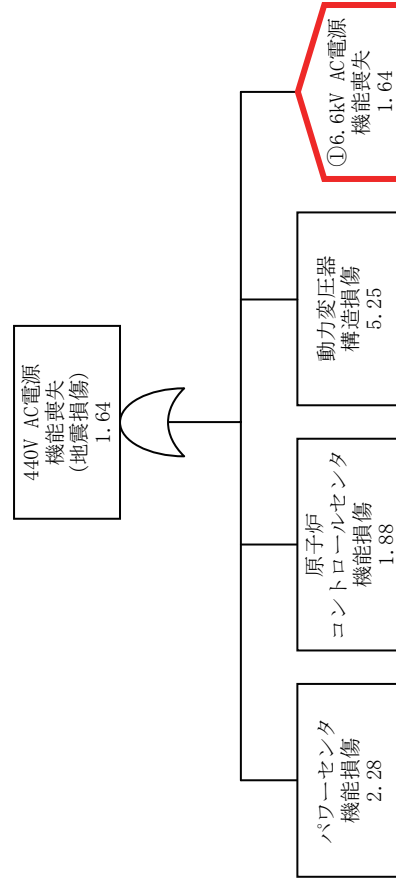 440V AC電源
機能喪失
(地震損傷)
1.64
パワーセンタ
機能損傷
2.28
原子炉
コントロールセンタ
機能損傷
1.88
動力変圧器
構造損傷
5.25
①6.6kV AC電源
機能喪失
1.64